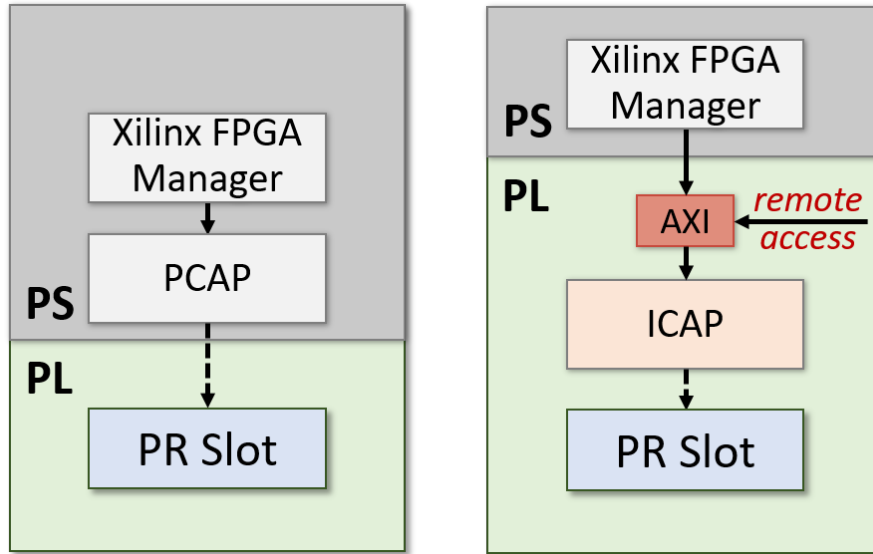 Xilinx FPGA
Manager
PCAP
PS
PL
PR Slot
Xilinx FPGA
Manager
PS
PL
AXI
remote
access
ICAP
PR Slot